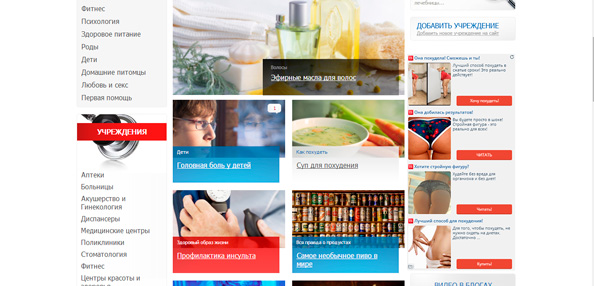 Фитнес
Психология
Здоровое питание
Роды
Дети
Домашние питомцы
Любовь и секс
Первая помощь
УЧРЕЖДЕНИЯ
Аптеки
Больницы
Акушерство и
Гинекология
Диспансеры
Медицинские центры
Поликлиники
Стоматология
Фитнес
Центры красоты и
здоровья
Волосы
Эфирные масла для волос
1
Дети
Головная боль у детей
Как похудеть
Суп для похудения
Здоровый образ жизни
Профилактика инсульта
Вся правда о продуктах
Самое необычное пиво в
мире
ДОБАВИТЬ УЧРЕЖДЕНИЕ
Добавить новое учреждение на сайт
Она похудела! Сможешь и ты!
Лучший способ похудеть в
сжатые сроки! Это реально
действует!
Хочу похудеть!
Она добилась результатов!
Вы будете просто в шоке!
Стройная фигура - это
реально для всех!
ЧИТАТЬ
Хотите стройную фигуру?
Худейте без вреда для
организма и без диет!
Читать!
Лучший способ для похудения!
Для того, чтобы похудеть, не
нужно сидеть на диетах.
Достаточно ...
Купить!
ВИДЕО В БЛОГАХ